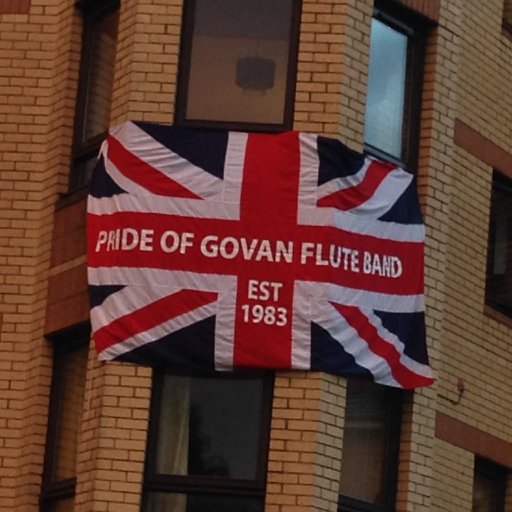 PRIDE OF GOVAN FLUTE BAND
EST
1983